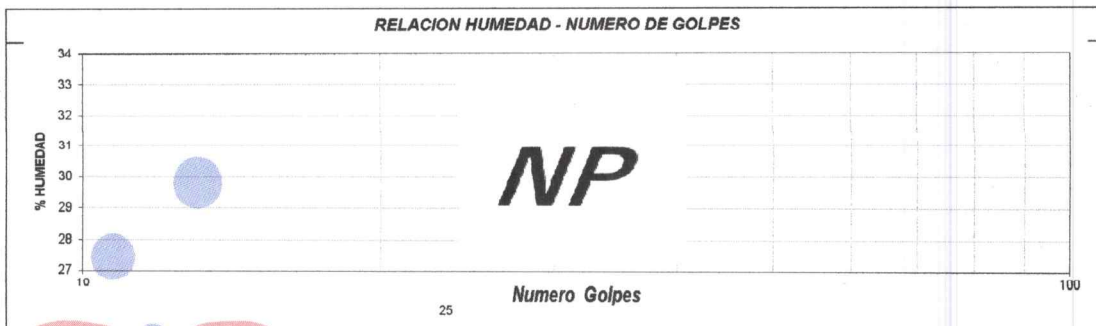 RELACION HUMEDAD - NUMERO DE GOLPES
34
33
32
31
30
29
28
27
% HUMEDAD
NP
10
100
Numero Golpes
25